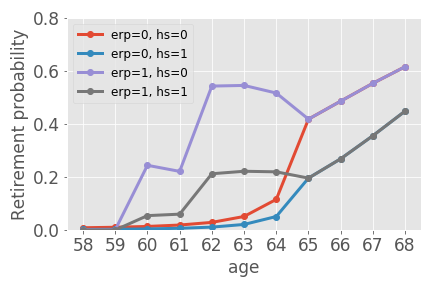 0.8
erp=0, hs=0
erp=0, hs=1
erp=1, hs=0
erp=1, hs=1
0.6
0.4
0.2
0.0
Retirement probability
58 59 60 61 62 63 64 65 66 67 68
age